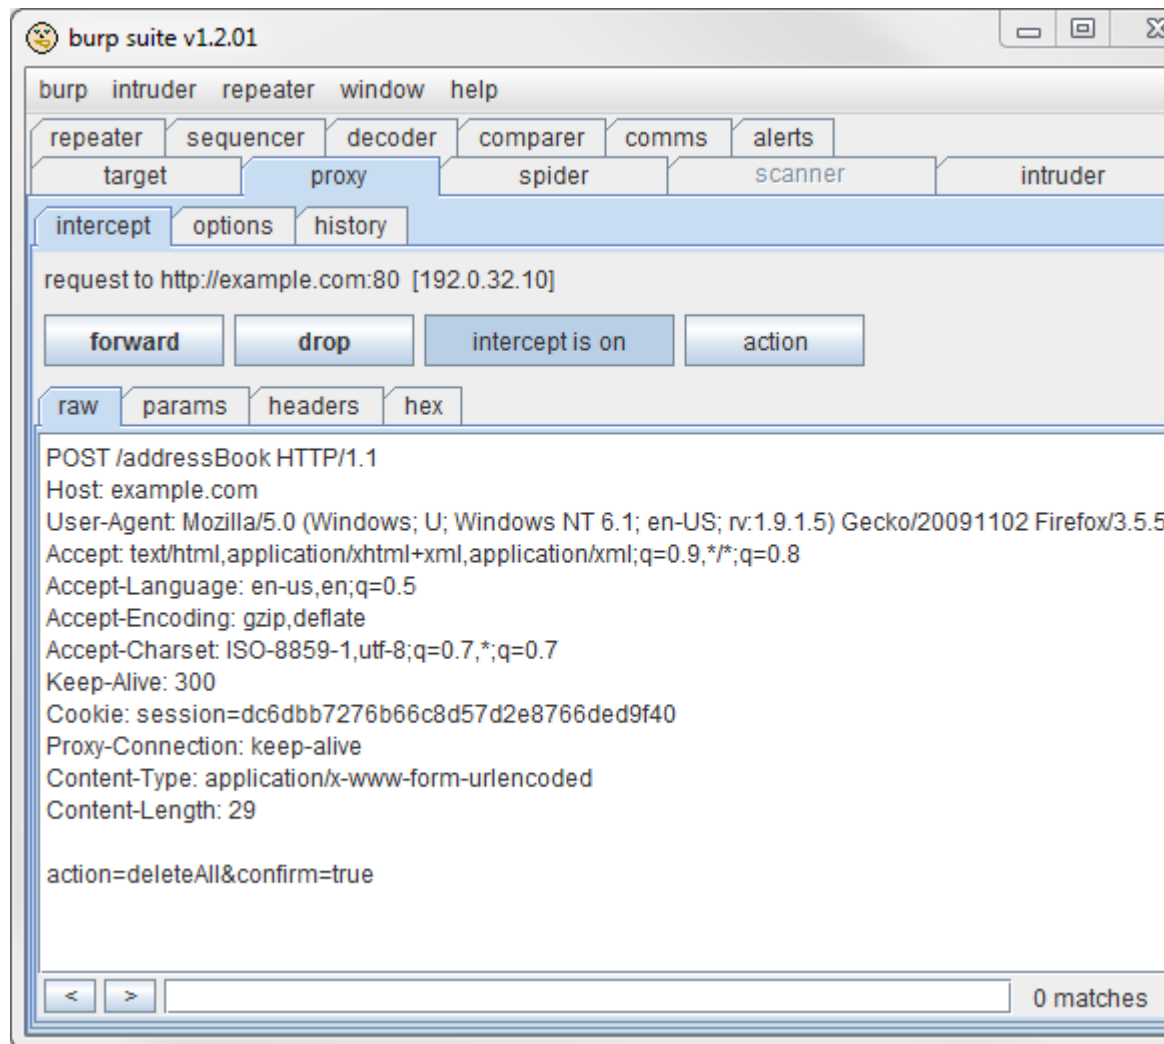 burp suite v1.2.01
burp intruder repeater window help
repeater sequencer decoder comparer comms alerts
target proxy spider scanner intruder
intercept options history
request to http://example.com:80 [192.0.32.10]
forward drop intercept is on action
raw params headers hex
POST /addressBook HTTP/1.1
Host: example.com
User-Agent: Mozilla/5.0 (Windows; U; Windows NT 6.1; en-US; rv:1.9.1.5) Gecko/20091102 Firefox/3.5.5
Accept: text/html,application/xhtml+xml,application/xml;q=0.9,*/*;q=0.8
Accept-Language: en-us,en;q=0.5
Accept-Encoding: gzip,deflate
Accept-Charset: ISO-8859-1,utf-8;q=0.7,*;q=0.7
Keep-Alive: 300
Cookie: session=dc6dbb7276b66c8d57d2e8766ded9f40
Proxy-Connection: keep-alive
Content-Type: application/x-www-form-urlencoded
Content-Length: 29
action=deleteAll&confirm=true
< > 0 matches